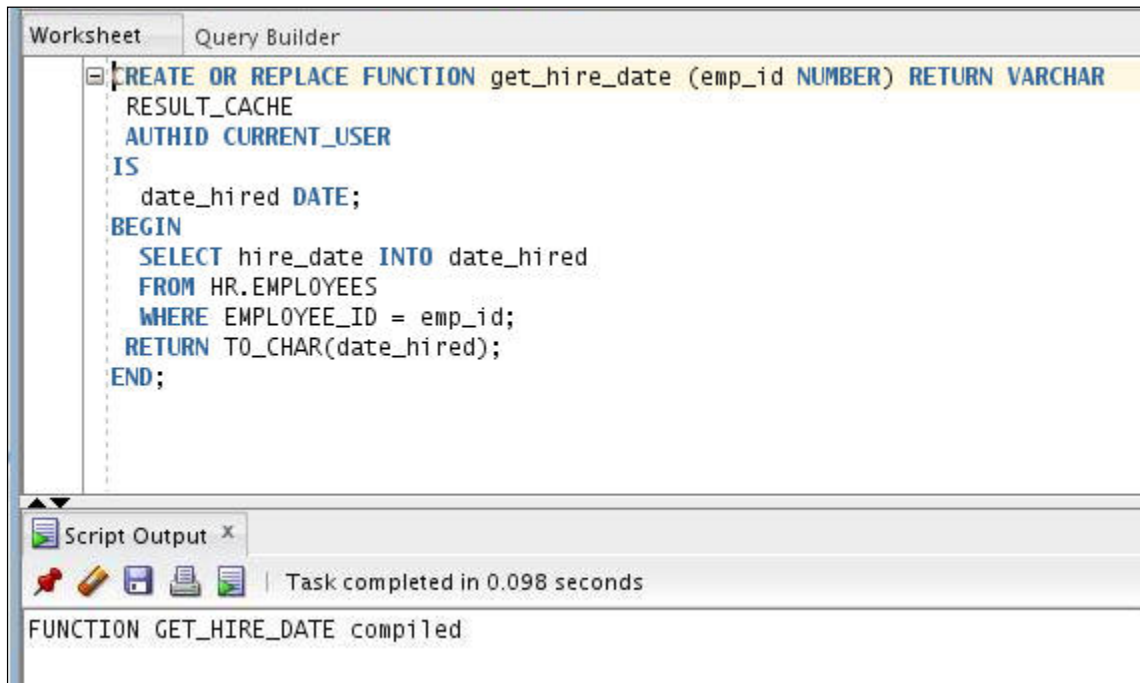 Worksheet Query Builder
CREATE OR REPLACE FUNCTION get_hire_date (emp_id NUMBER) RETURN VARCHAR
RESULT_CACHE
AUTHID CURRENT_USER
IS
date_hired DATE;
BEGIN
SELECT hire_date INTO date_hired
FROM HR.EMPLOYEES
WHERE EMPLOYEE_ID = emp_id;
RETURN TO_CHAR(date_hired);
END;
Script Output x
Task completed in 0.098 seconds
FUNCTION GET_HIRE_DATE compiled